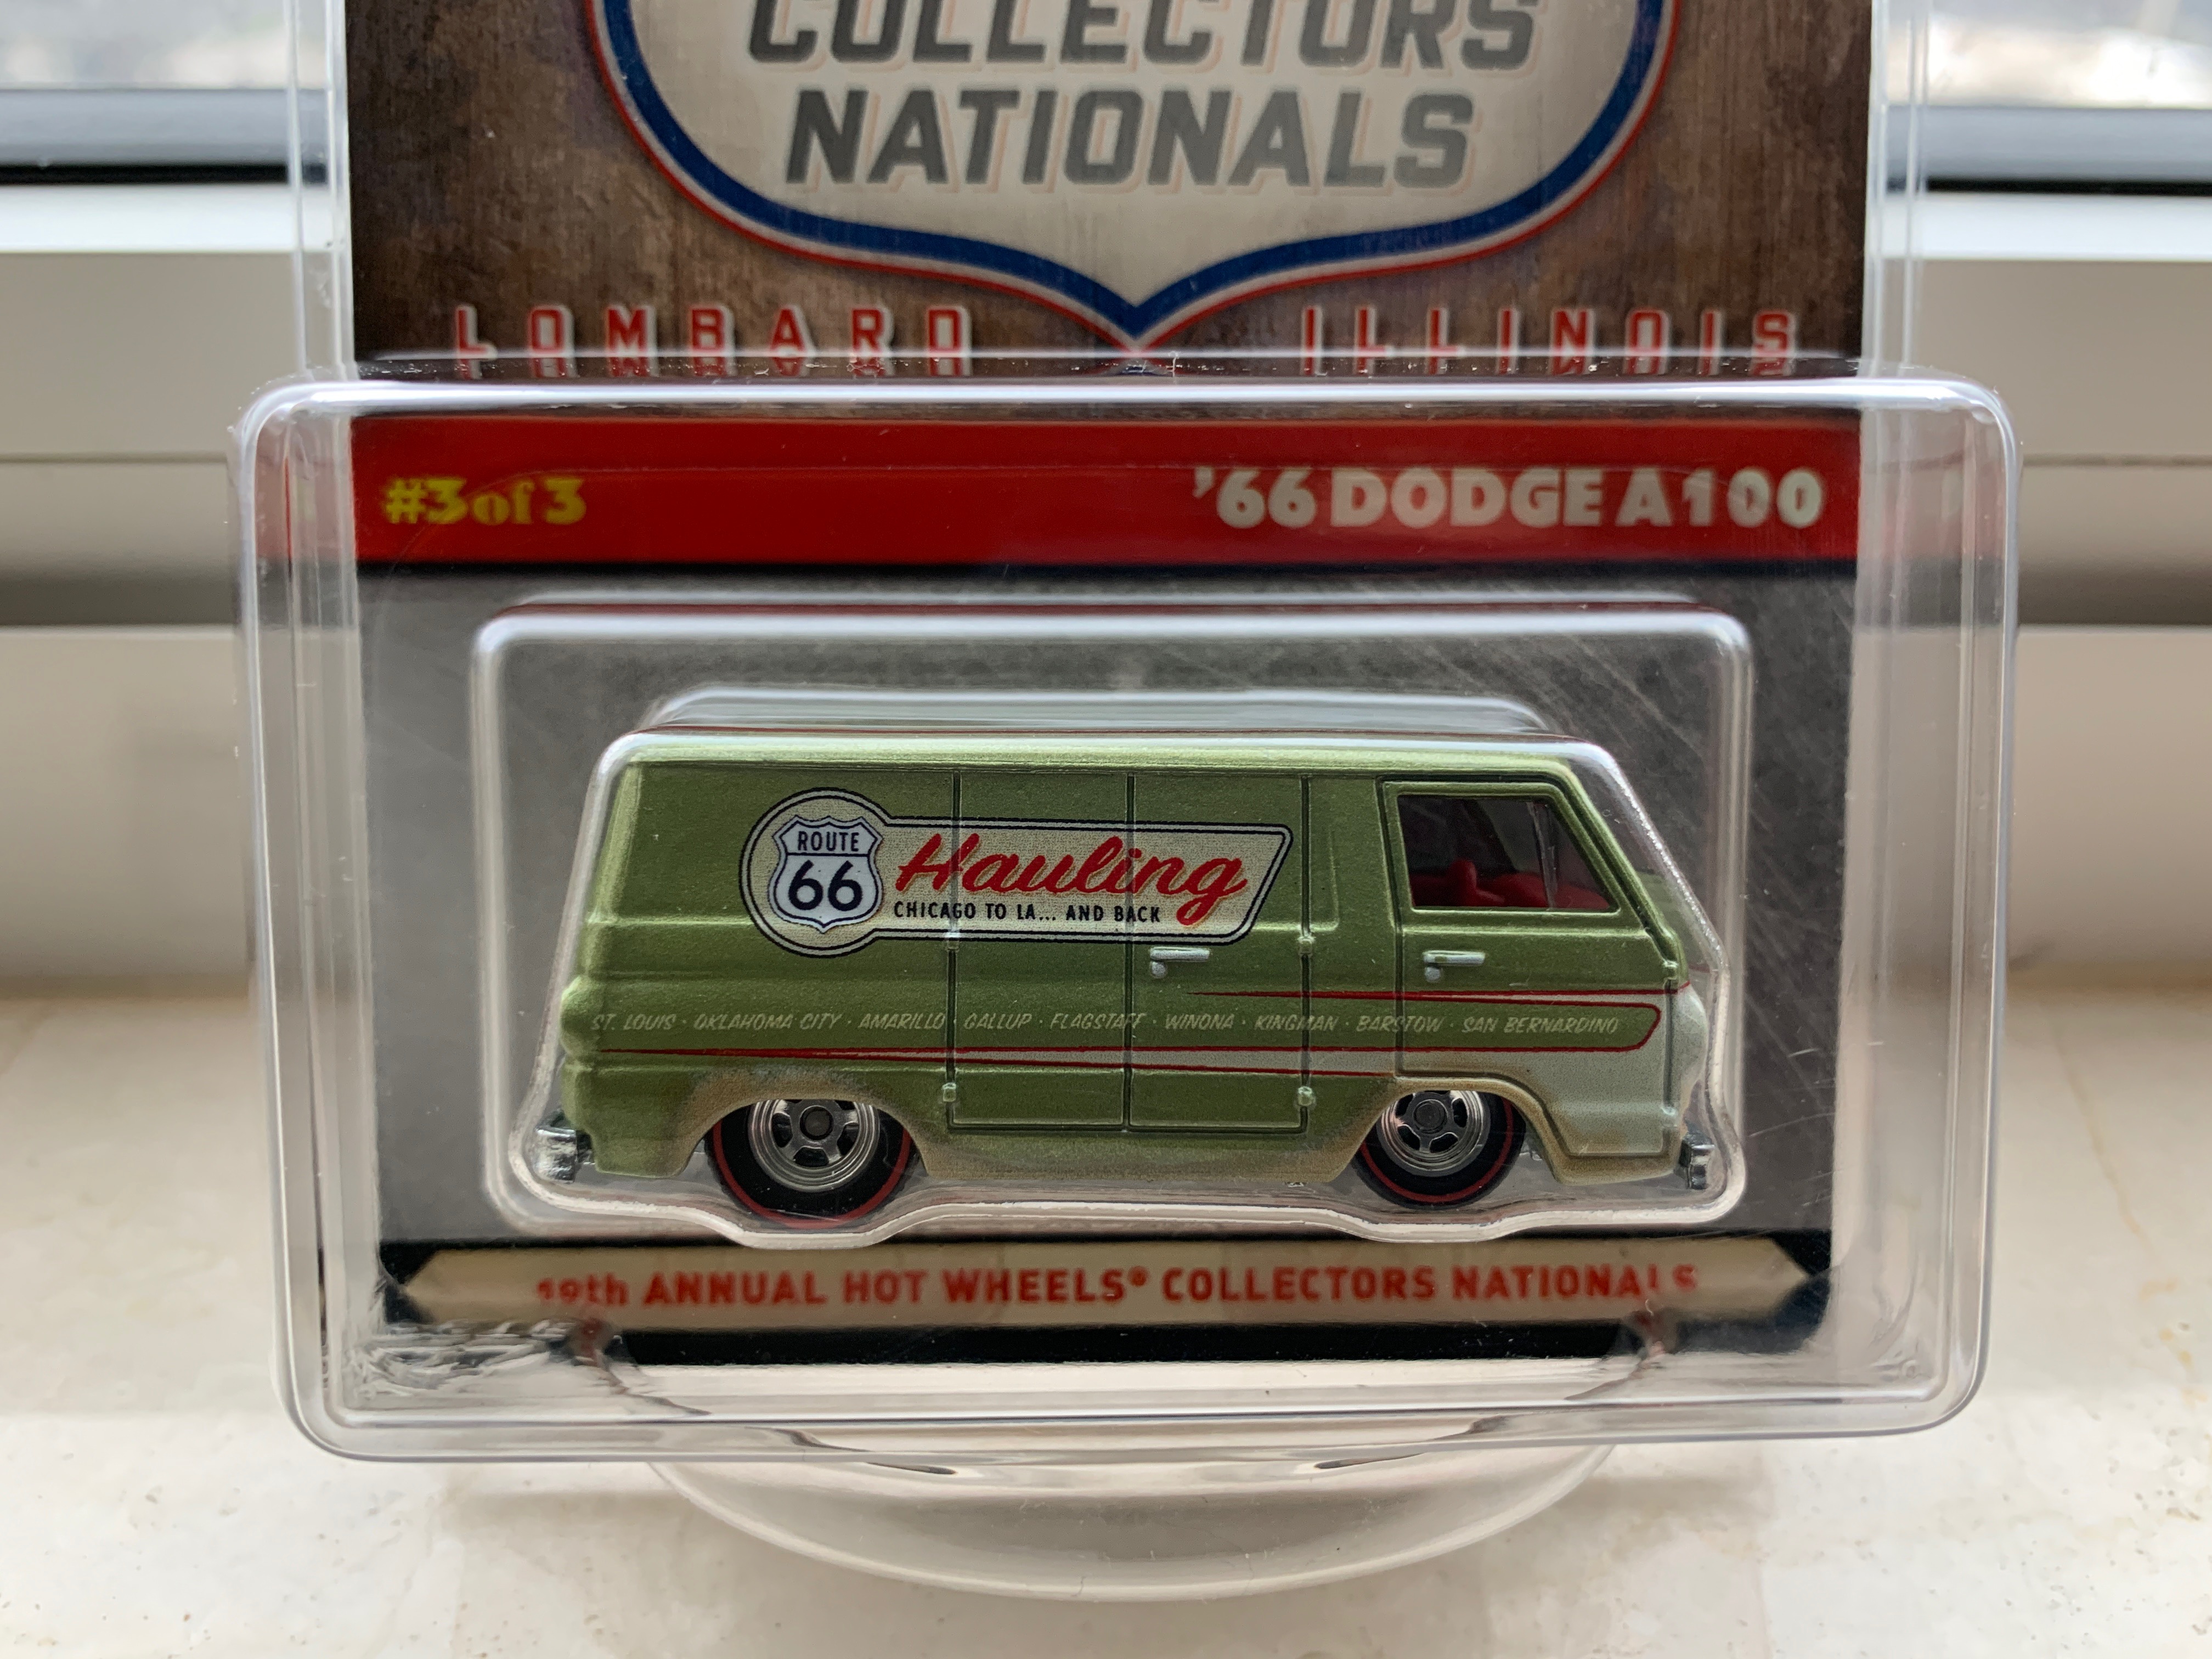 COLLECTORS
NATIONALS
LOMBARD ILLINOIS
#3 of 3
'66 DODGE A100
ROUTE
66
Hauling
CHICAGO TO LA... AND BACK
ST. LOUIS · OKLAHOMA CITY · AMARILLO · GALLUP · FLAGSTAFF · WINONA · KINGMAN · BARSTOW · SAN BERNARDINO
19th ANNUAL HOT WHEELS® COLLECTORS NATIONALS